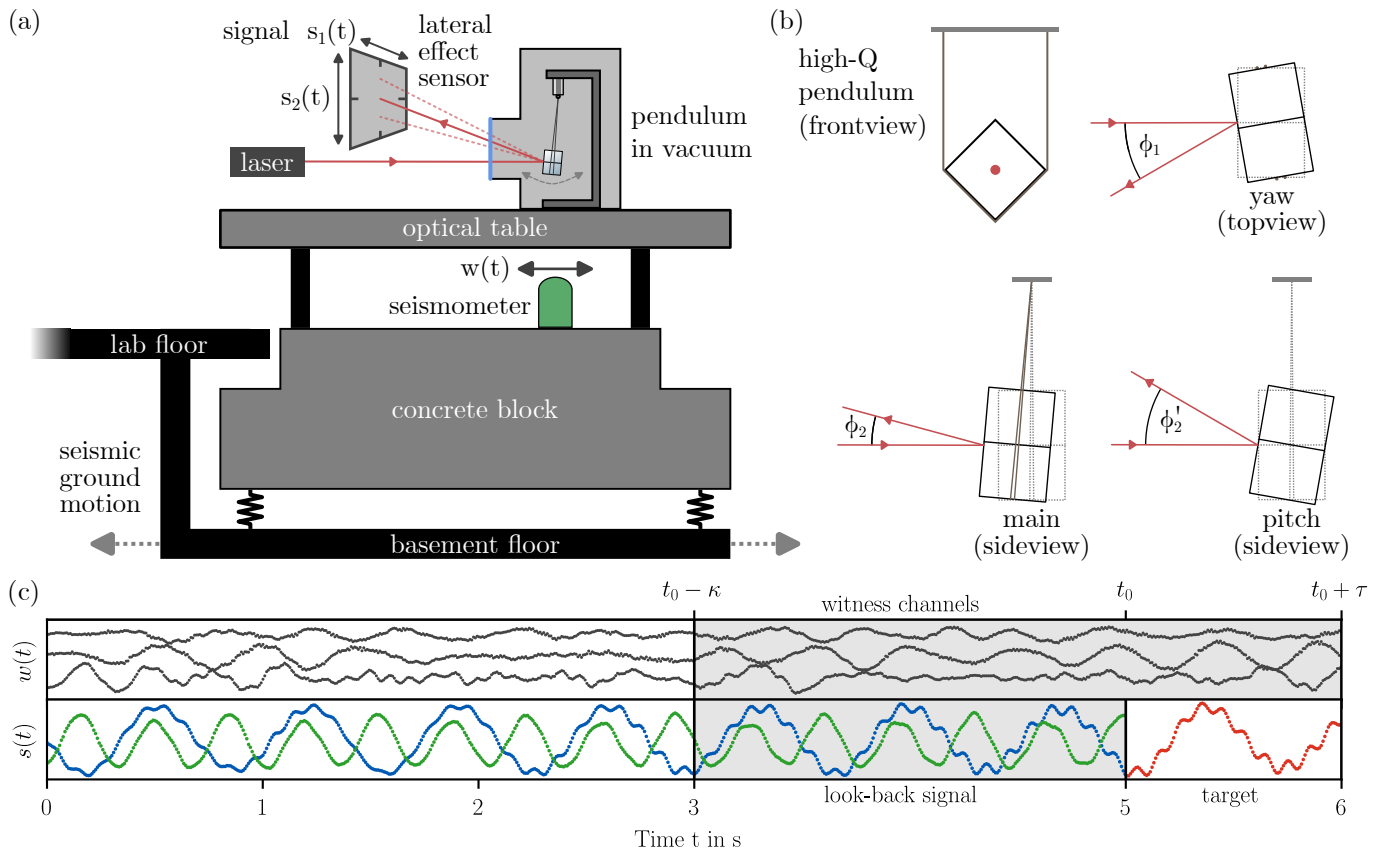 (a)
signal s₁(t)
lateral
effect
sensor
s₂(t)
pendulum
in vacuum
laser
optical table
w(t)
seismometer
lab floor
concrete block
seismic
ground
motion
basement floor
(b)
high-Q
pendulum
(frontview)
ϕ₁
yaw
(topview)
ϕ₂
main
(sideview)
ϕ₂'
pitch
(sideview)
(c)
t₀ − κ
witness channels
t₀
t₀ + τ
w(t)
s(t)
look-back signal
target
0
1
2
3
5
6
Time t in s